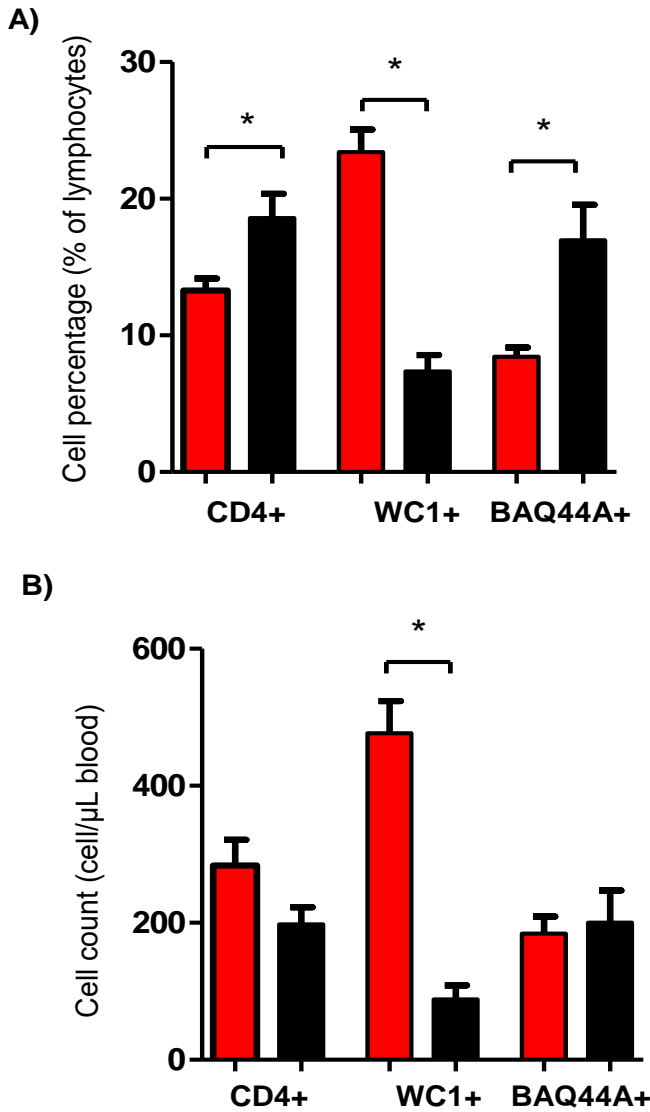 A)
Cell percentage (% of lymphocytes)
30
20
10
0
*
*
*
CD4+ WC1+ BAQ44A+
B)
Cell count (cell/µL blood)
600
400
200
0
*
CD4+ WC1+ BAQ44A+